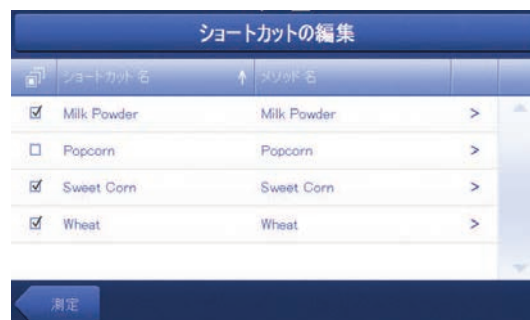 ショートカットの編集
ショートカット名 メソッド名
Milk Powder Milk Powder >
Popcorn Popcorn >
Sweet Corn Sweet Corn >
Wheat Wheat >
測定